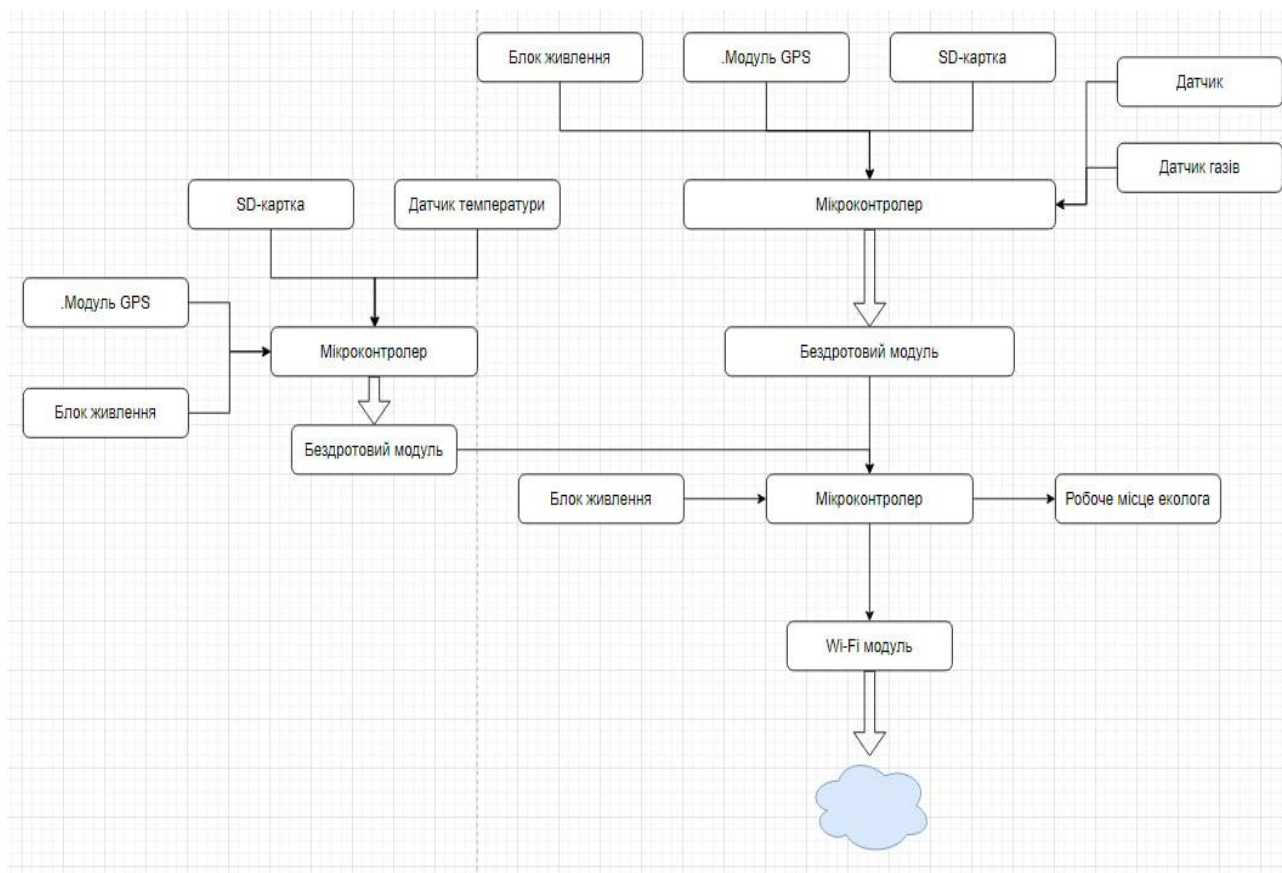 Блок живлення
.Модуль GPS
SD-картка
Датчик
Датчик газів
SD-картка
Датчик температури
Мікроконтролер
.Модуль GPS
Мікроконтролер
Бездротовий модуль
Блок живлення
Бездротовий модуль
Блок живлення
Мікроконтролер
Робоче місце еколога
Wi-Fi модуль